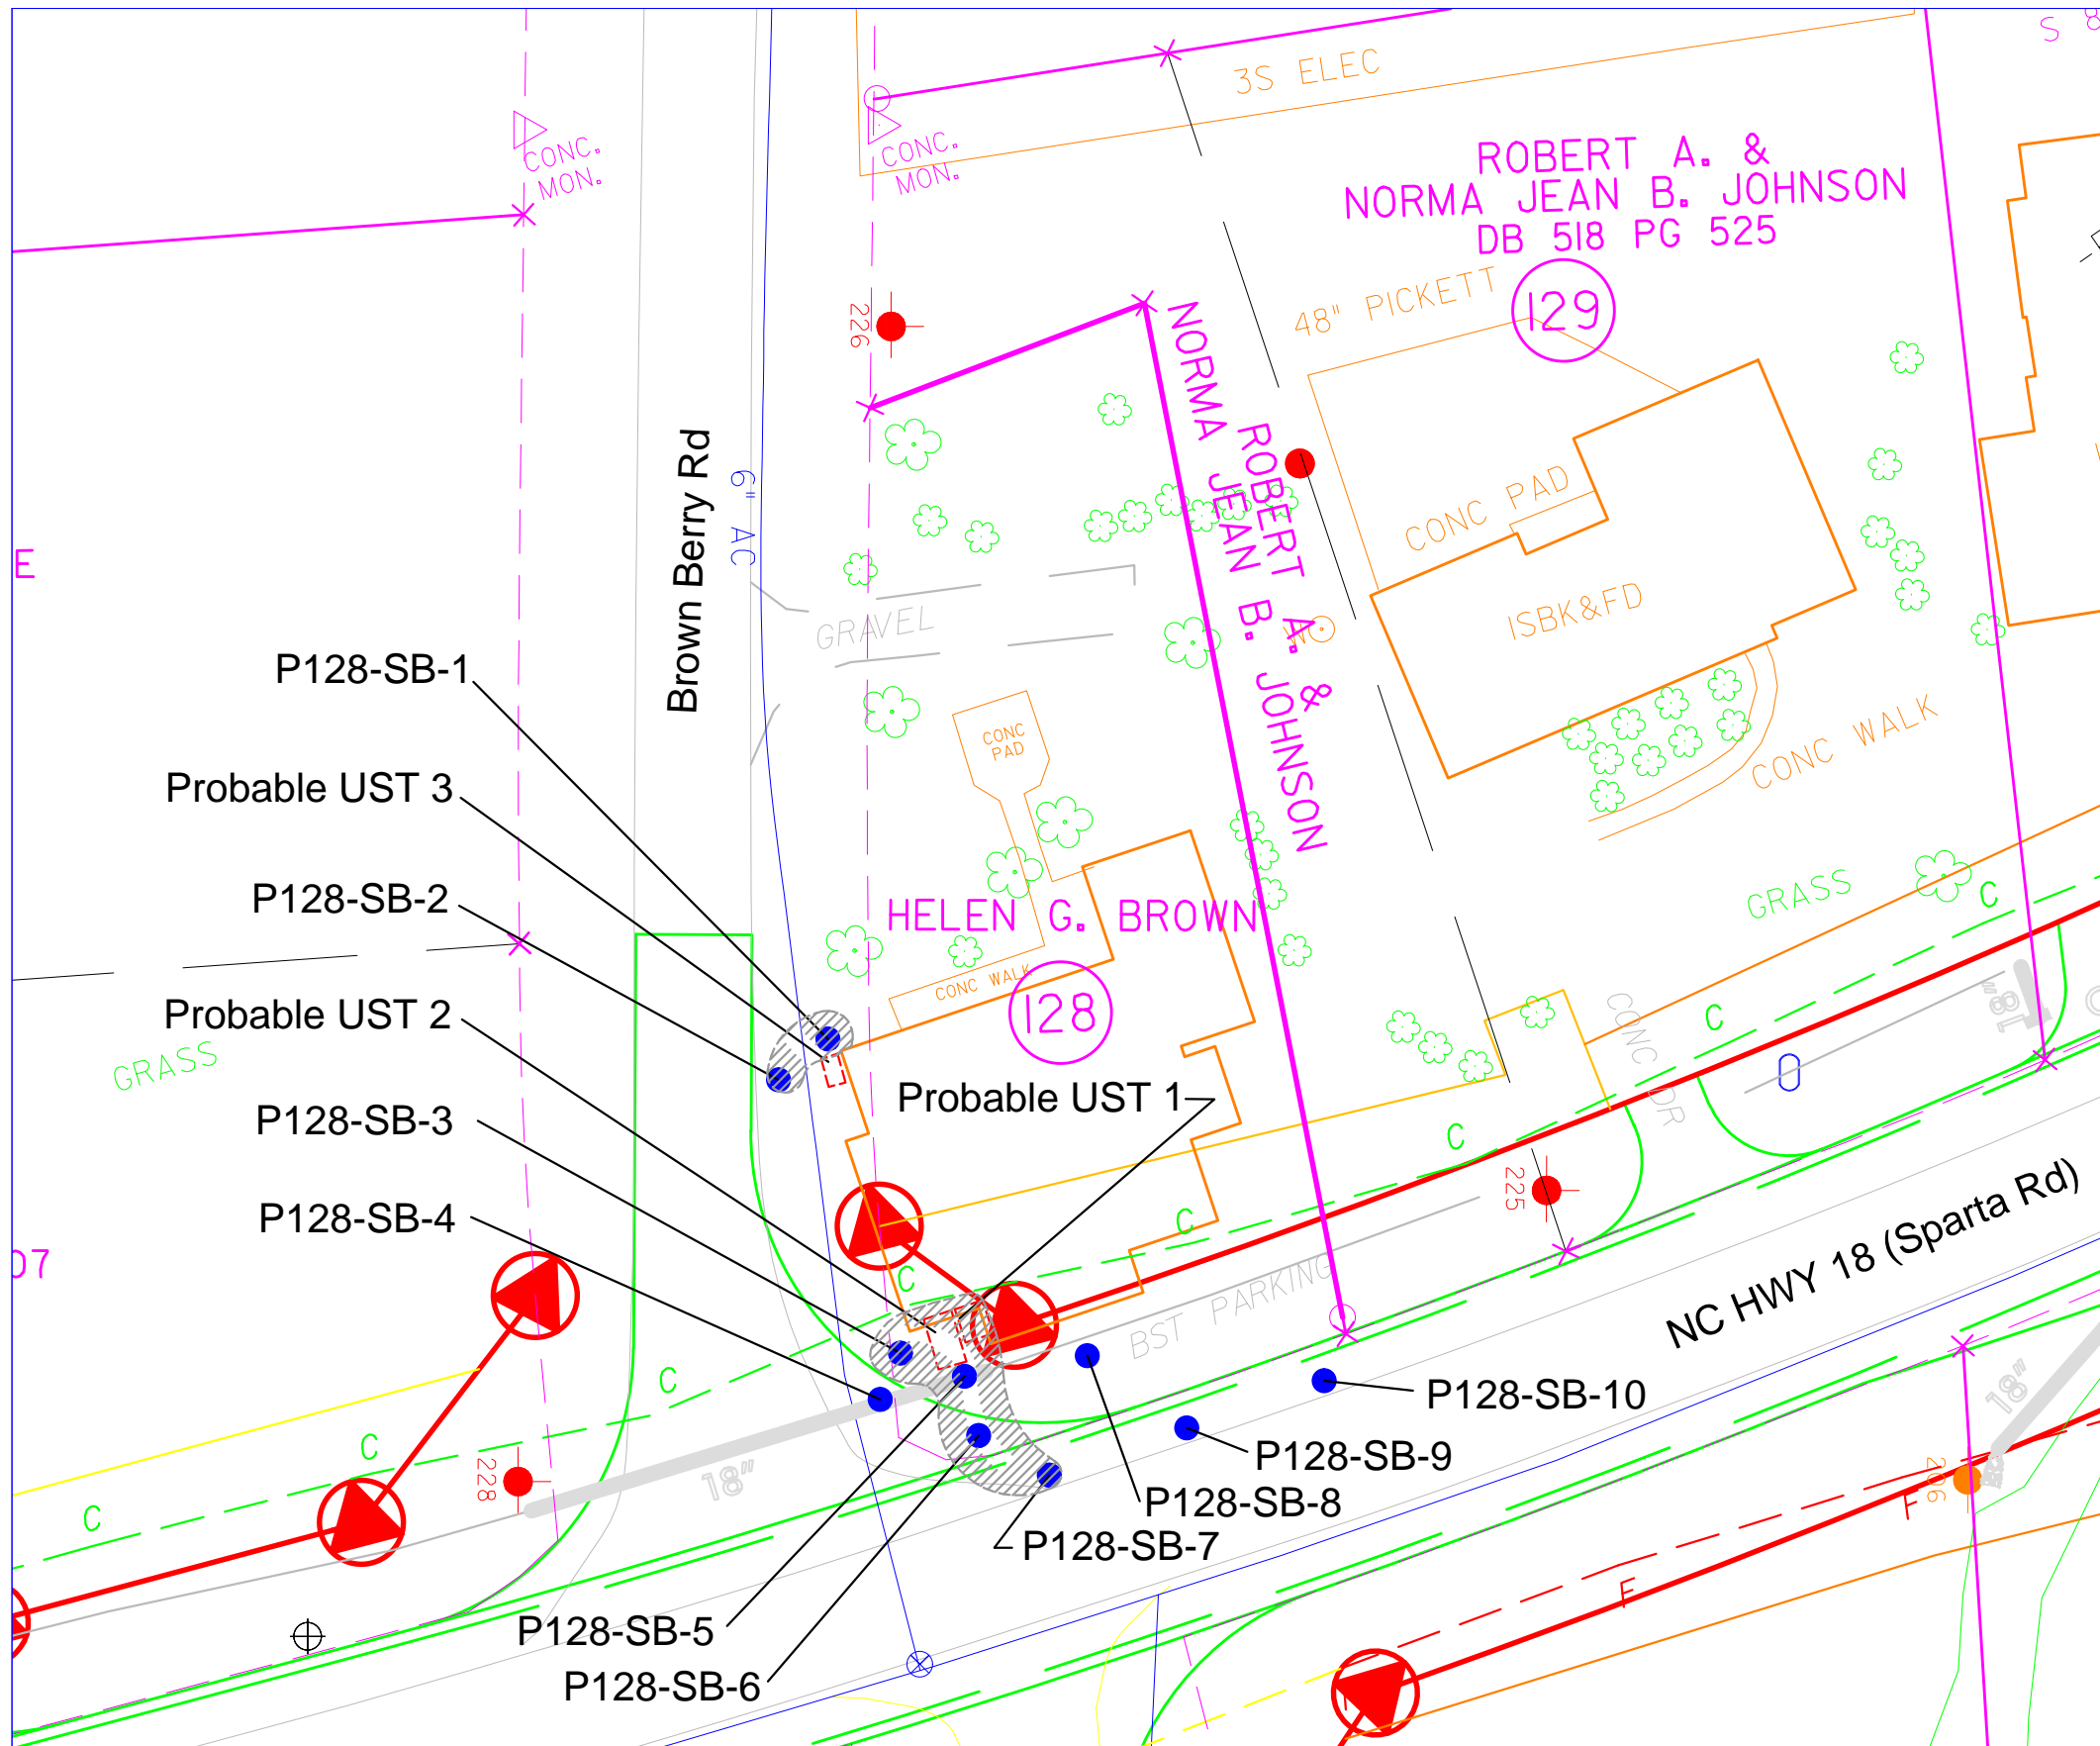 S 8
3S ELEC
CONC.
MON.
CONC.
MON.
ROBERT A. &
NORMA JEAN B. JOHNSON
DB 518 PG 525
129
48" PICKETT
226
NORMA JEAN B. JOHNSON
ROBERT A. &
Brown Berry Rd
6" AC
CONC PAD
ISBK&FD
W
E
GRAVEL
P128-SB-1
CONC
PAD
CONC WALK
Probable UST 3
P128-SB-2
HELEN G. BROWN
128
CONC WALK
GRASS
C
Probable UST 2
GRASS
C
CONC DR
18"
Probable UST 1
P128-SB-3
C
P128-SB-4
225
C
C
07
BST PARKING
NC HWY 18 (Sparta Rd)
C
C
C
228
18"
P128-SB-10
P128-SB-9
P128-SB-8
P128-SB-7
18"
206
F
F
P128-SB-5
P128-SB-6